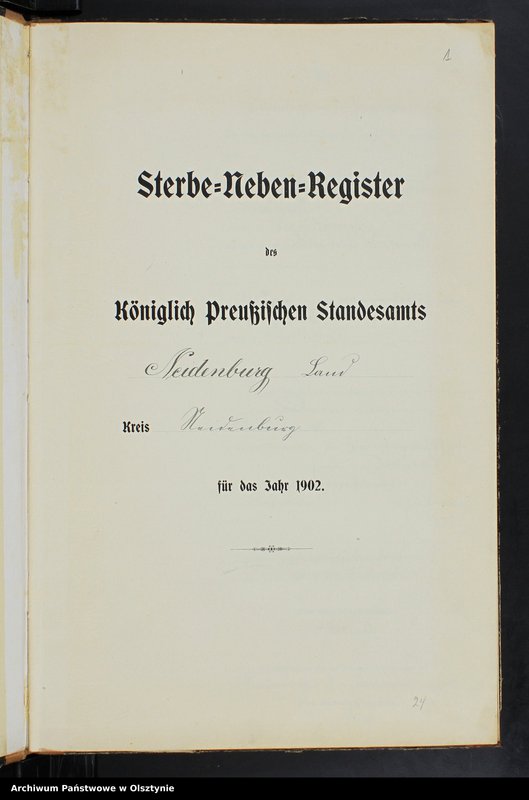 1
Sterbe-Neben-Register
des
Königlich Preußischen Standesamts
Neidenburg Land
Kreis Neidenburg
für das Jahr 1902.
24
Archiwum Państwowe w Olsztynie